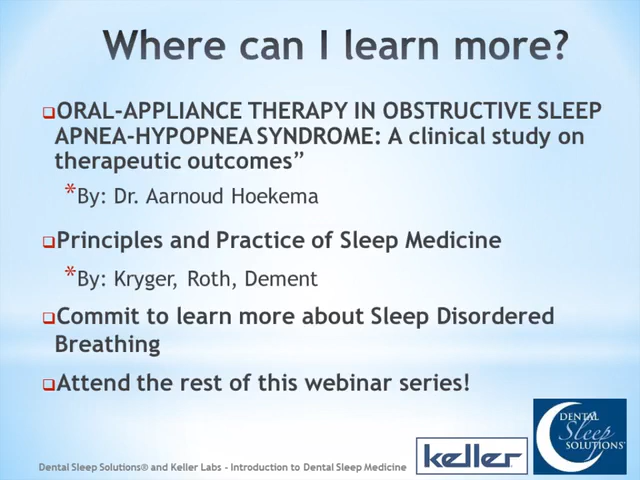 Where can I learn more?
ORAL-APPLIANCE THERAPY IN OBSTRUCTIVE SLEEP
APNEA-HYPOPNEA SYNDROME: A clinical study on
therapeutic outcomes”
*By: Dr. Aarnoud Hoekema
Principles and Practice of Sleep Medicine
*By: Kryger, Roth, Dement
Commit to learn more about Sleep Disordered
Breathing
Attend the rest of this webinar series!
Dental Sleep Solutions® and Keller Labs - Introduction to Dental Sleep Medicine
keller
DENTAL
Sleep
SOLUTIONS